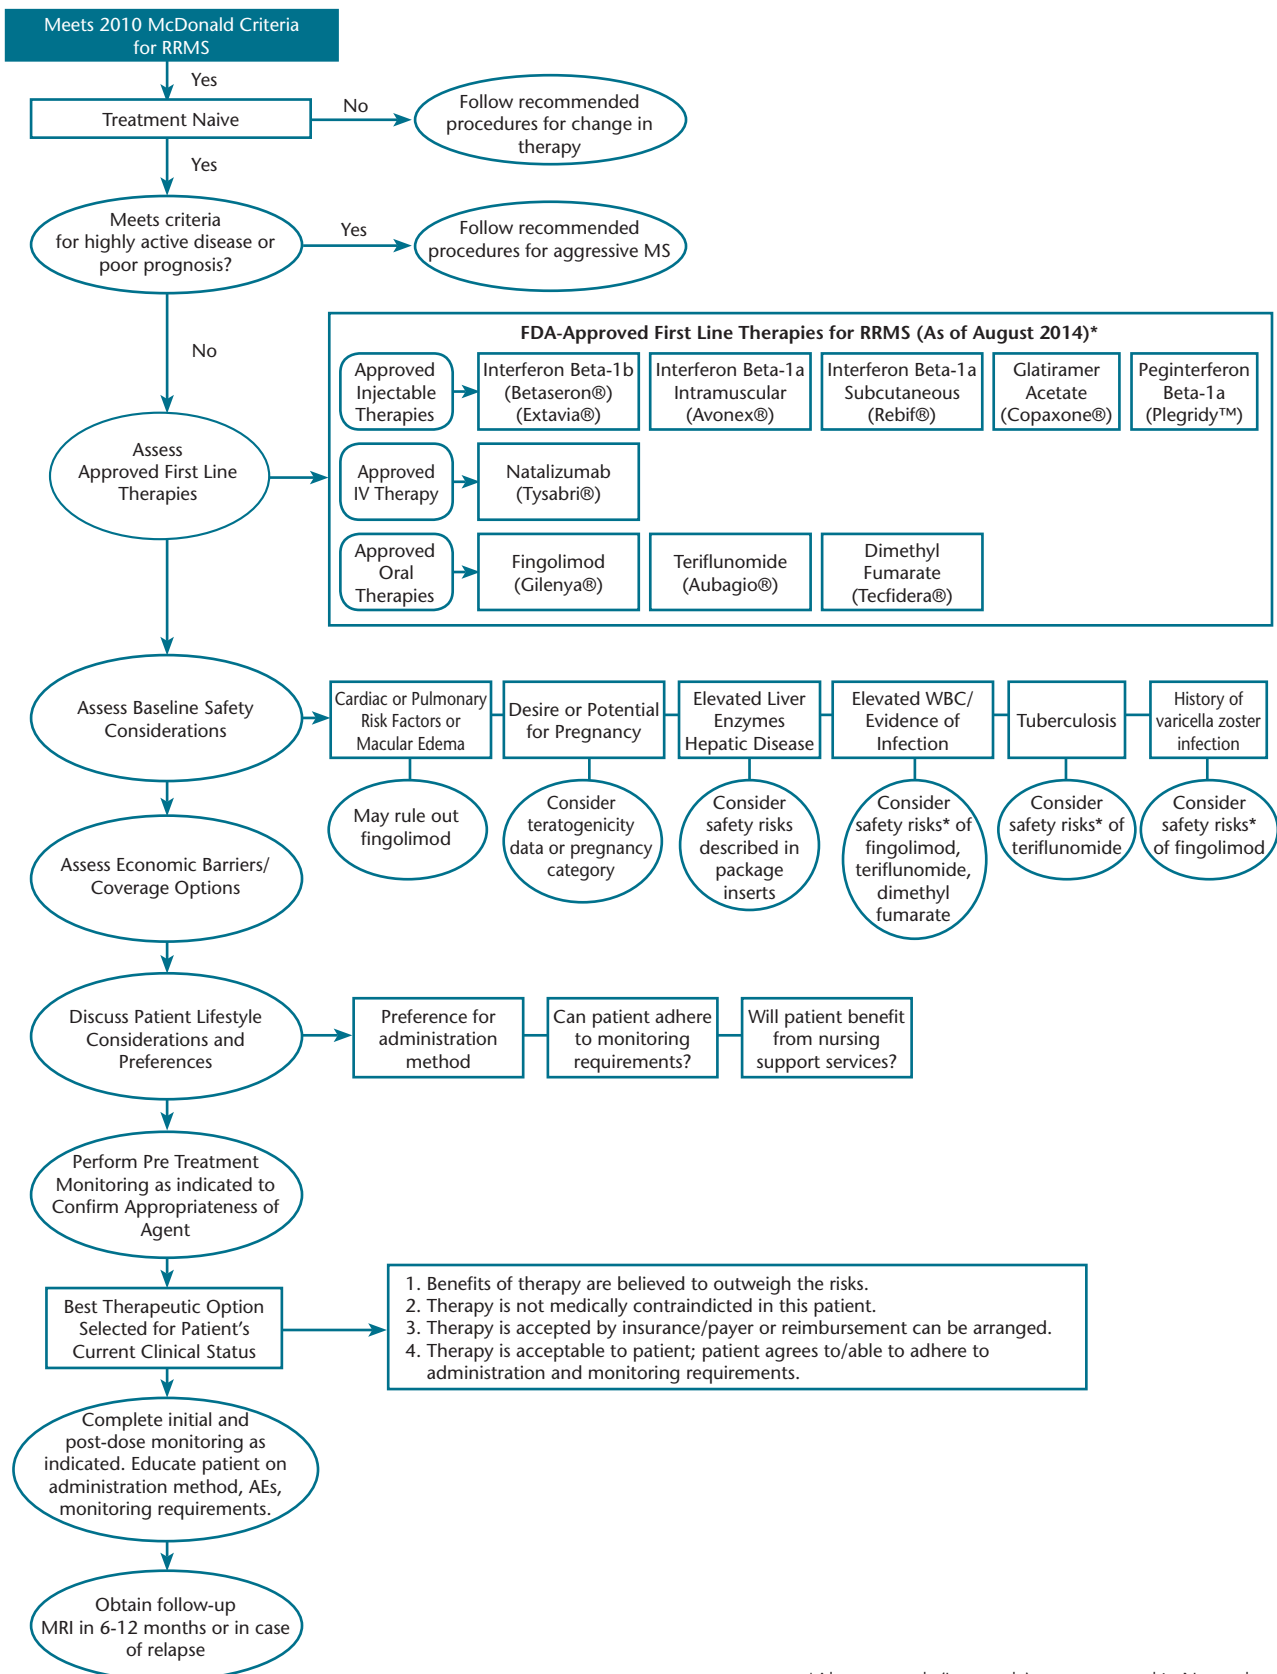 Meets 2010 McDonald Criteria
for RRMS
Yes
Treatment Naive
No
Follow recommended
procedures for change in
therapy
Yes
Meets criteria
for highly active disease or
poor prognosis?
Yes
Follow recommended
procedures for aggressive MS
No
Assess
Approved First Line
Therapies
FDA-Approved First Line Therapies for RRMS (As of August 2014)*
Approved
Injectable
Therapies
Interferon Beta-1b
(Betaseron®)
(Extavia®)
Interferon Beta-1a
Intramuscular
(Avonex®)
Interferon Beta-1a
Subcutaneous
(Rebif®)
Glatiramer
Acetate
(Copaxone®)
Peginterferon
Beta-1a
(Plegridy™)
Approved
IV Therapy
Natalizumab
(Tysabri®)
Approved
Oral
Therapies
Fingolimod
(Gilenya®)
Teriflunomide
(Aubagio®)
Dimethyl
Fumarate
(Tecfidera®)
Assess Baseline Safety
Considerations
Cardiac or Pulmonary
Risk Factors or
Macular Edema
Desire or Potential
for Pregnancy
Elevated Liver
Enzymes
Hepatic Disease
Elevated WBC/
Evidence of
Infection
Tuberculosis
History of
varicella zoster
infection
May rule out
fingolimod
Consider
teratogenicity
data or pregnancy
category
Consider
safety risks
described in
package
inserts
Consider
safety risks* of
fingolimod,
teriflunomide,
dimethyl
fumarate
Consider
safety risks* of
teriflunomide
Consider
safety risks*
of fingolimod
Assess Economic Barriers/
Coverage Options
Discuss Patient Lifestyle
Considerations and
Preferences
Preference for
administration
method
Can patient adhere
to monitoring
requirements?
Will patient benefit
from nursing
support services?
Perform Pre Treatment
Monitoring as indicated to
Confirm Appropriateness of
Agent
Best Therapeutic Option
Selected for Patient's
Current Clinical Status
1. Benefits of therapy are believed to outweigh the risks.
2. Therapy is not medically contraindicted in this patient.
3. Therapy is accepted by insurance/payer or reimbursement can be arranged.
4. Therapy is acceptable to patient; patient agrees to/able to adhere to
administration and monitoring requirements.
Complete initial and
post-dose monitoring as
indicated. Educate patient on
administration method, AEs,
monitoring requirements.
Obtain follow-up
MRI in 6-12 months or in case
of relapse